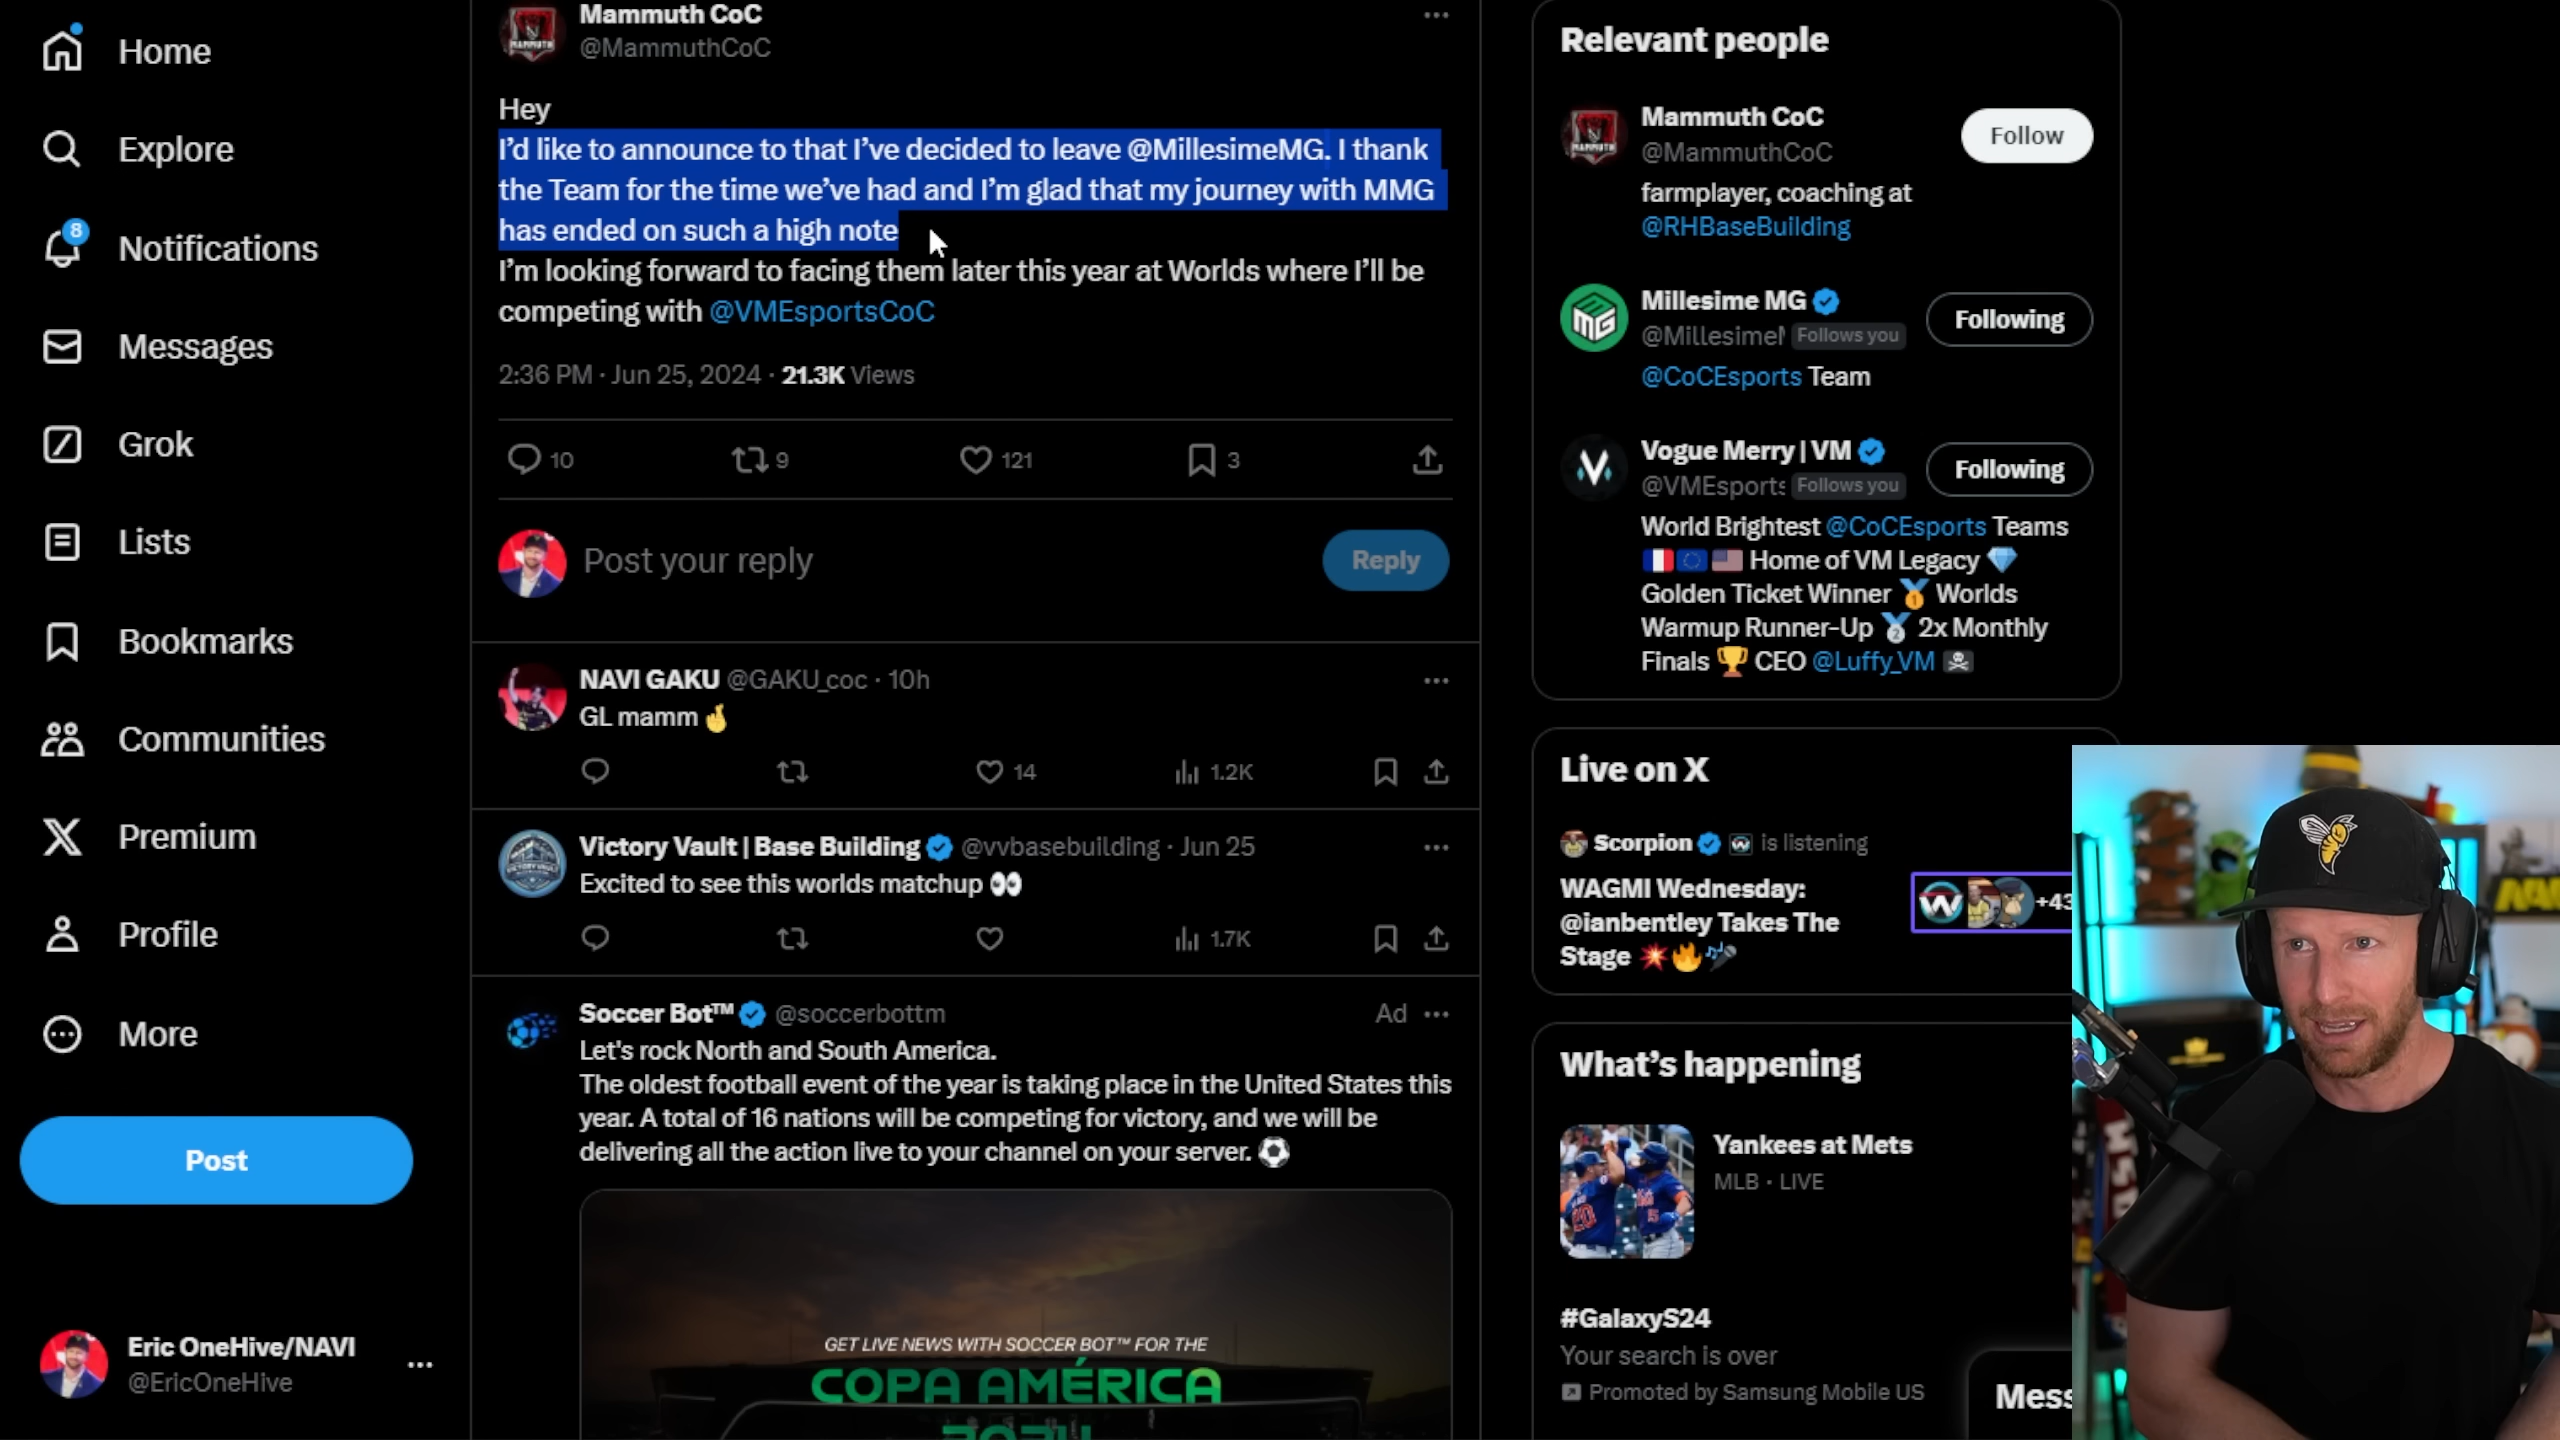 Home
Explore
8
Notifications
Messages
Grok
Lists
Bookmarks
Communities
Premium
Profile
More
Post
Eric OneHive/NAVI
@EricOneHive
Mammuth CoC
@MammuthCoC
Hey
I'd like to announce to that I've decided to leave @MillesimeMG. I thank
the Team for the time we've had and I'm glad that my journey with MMG
has ended on such a high note
I'm looking forward to facing them later this year at Worlds where I'll be
competing with @VMEsportsCoC
2:36 PM · Jun 25, 2024 · 21.3K Views
10 9 121 3
Post your reply
Reply
NAVI GAKU @GAKU_coc · 10h
GL mamm 🤞
14 1.2K
Victory Vault | Base Building @vvbasebuilding · Jun 25
Excited to see this worlds matchup 👀
1.7K
Soccer Bot™ @soccerbottm Ad
Let's rock North and South America.
The oldest football event of the year is taking place in the United States this
year. A total of 16 nations will be competing for victory, and we will be
delivering all the action live to your channel on your server. ⚽
GET LIVE NEWS WITH SOCCER BOT™ FOR THE
COPA AMÉRICA
2024
Relevant people
Mammuth CoC
@MammuthCoC
Follow
farmplayer, coaching at
@RHBaseBuilding
Millesime MG
@Millesime Follows you
Following
@CoCEsports Team
Vogue Merry | VM
@VMEsports Follows you
Following
World Brightest @CoCEsports Teams
🇫🇷🇪🇺🇺🇸 Home of VM Legacy 💎
Golden Ticket Winner 🥇 Worlds
Warmup Runner-Up 🥈 2x Monthly
Finals 🏆 CEO @Luffy_VM 🏴‍☠️
Live on X
Scorpion is listening
WAGMI Wednesday:
@ianbentley Takes The
Stage 💥🔥🎤
+43
What's happening
Yankees at Mets
MLB · LIVE
#GalaxyS24
Your search is over
Promoted by Samsung Mobile US
Mess